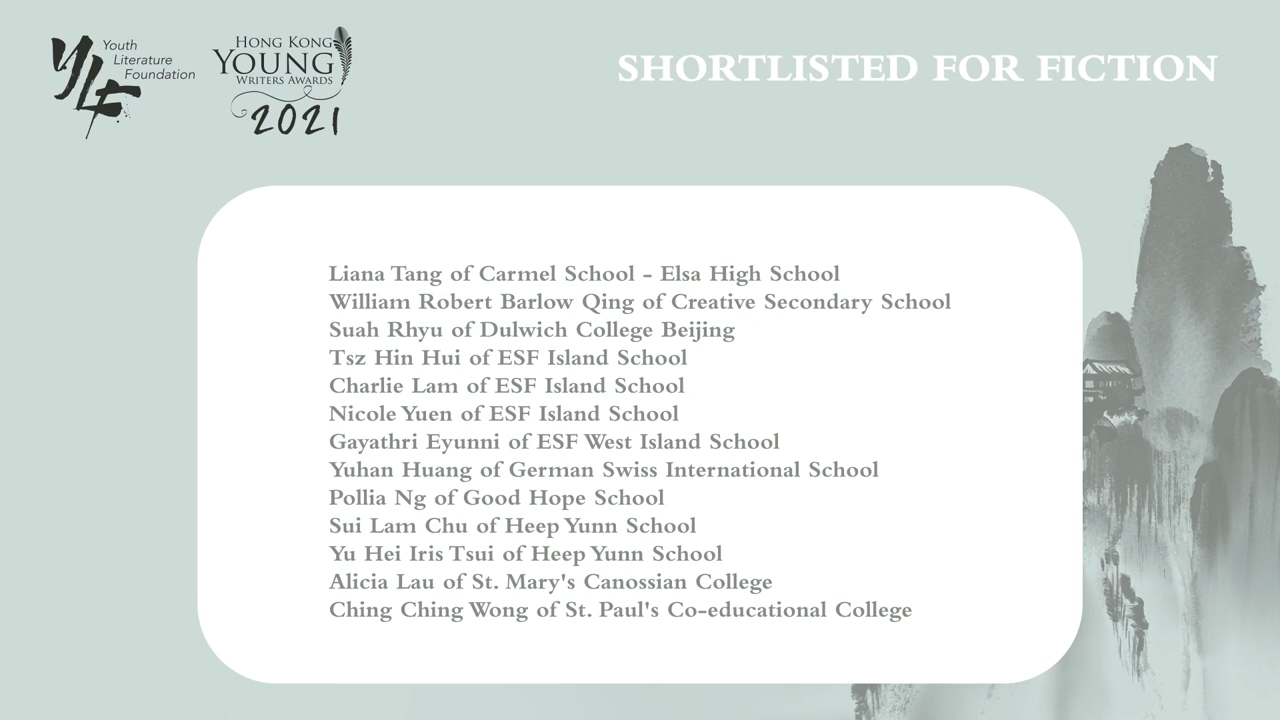 Youth
Literature
Foundation
HONG KONG
YOUNG
WRITERS AWARDS
2021
SHORTLISTED FOR FICTION
Liana Tang of Carmel School - Elsa High School
William Robert Barlow Qing of Creative Secondary School
Suah Rhyu of Dulwich College Beijing
Tsz Hin Hui of ESF Island School
Charlie Lam of ESF Island School
Nicole Yuen of ESF Island School
Gayathri Eyunni of ESF West Island School
Yuhan Huang of German Swiss International School
Pollia Ng of Good Hope School
Sui Lam Chu of Heep Yunn School
Yu Hei Iris Tsui of Heep Yunn School
Alicia Lau of St. Mary's Canossian College
Ching Ching Wong of St. Paul's Co-educational College